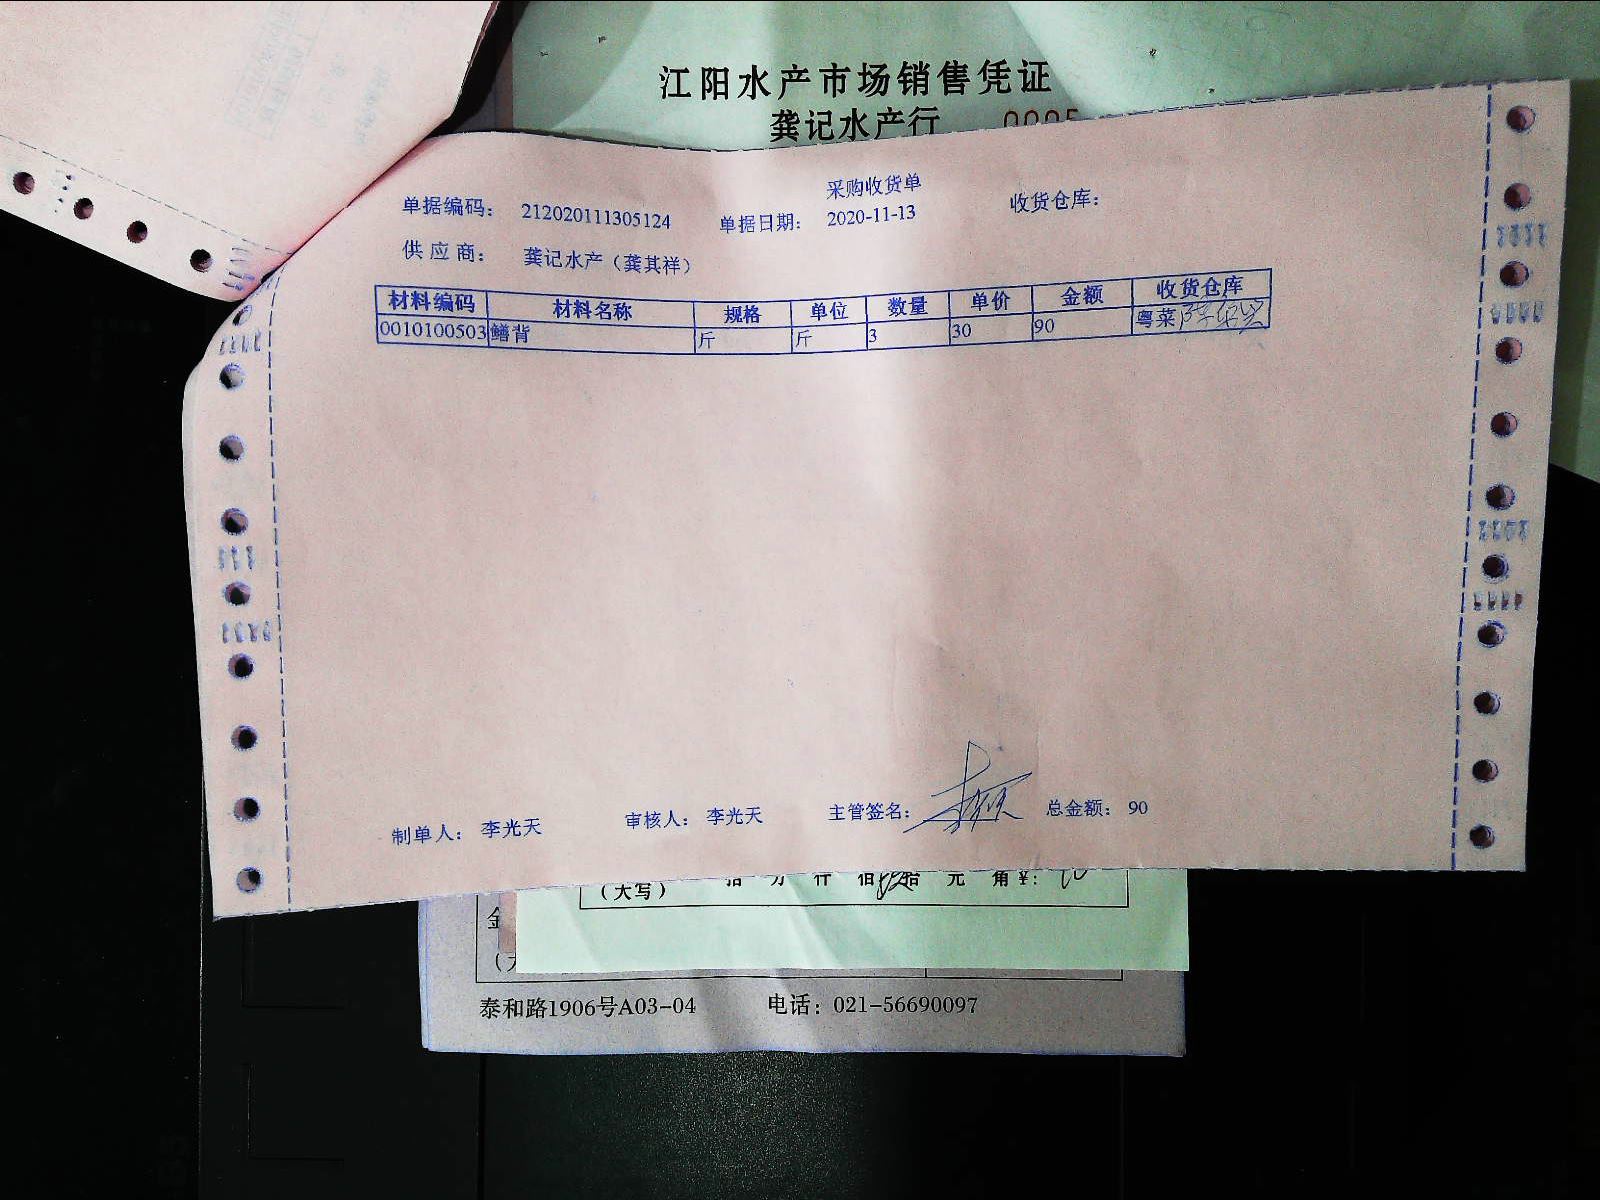 江阳水产市场销售凭证
龚记水产行
采购收货单
单据编码： 212020111305124 单据日期： 2020-11-13 收货仓库：
供 应 商： 龚记水产（龚其祥）
材料编码 材料名称 规格 单位 数量 单价 金额 收货仓库
0010100503 鳝背 斤 斤 3 30 90 粤菜
制单人： 李光天 审核人： 李光天 主管签名： 总金额： 90
（大写） 拾 万 仟 佰 拾 元 角 ¥:
金
泰和路1906号A03-04 电话：021-56690097